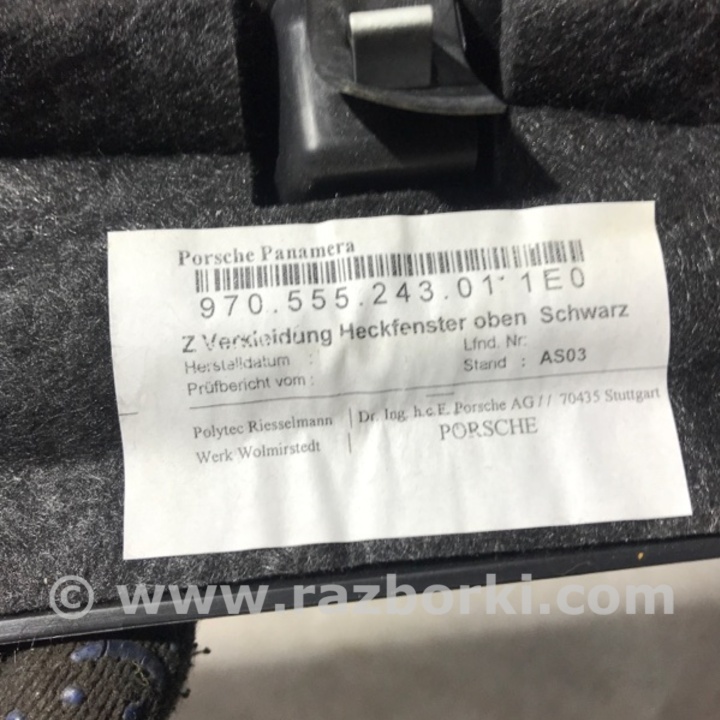 Porsche Panamera
970.555.243.01 1E0
Z Verkleidung Heckfenster oben Schwarz
Herstelldatum :
Lfnd. Nr:
Prüfbericht vom :
Stand : AS03
Polytec Riesselmann
Werk Wolmirstedt
Dr. Ing. h.c.F. Porsche AG // 70435 Stuttgart
PORSCHE
© www.razborki.com